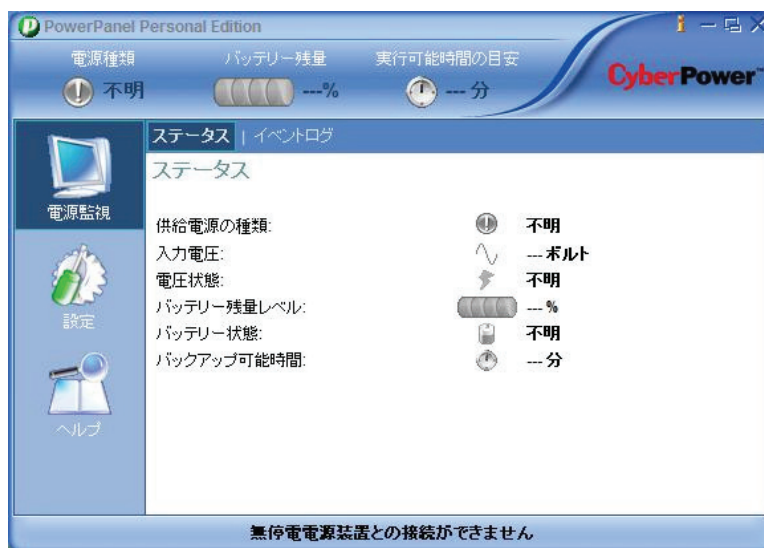 PowerPanel Personal Edition
電源種類 バッテリー残量 実行可能時間の目安
不明 ---% --- 分
CyberPower™
ステータス | イベントログ
ステータス
電源監視
設定
ヘルプ
供給電源の種類: 不明
入力電圧: --- ボルト
電圧状態: 不明
バッテリー残量レベル: --- %
バッテリー状態: 不明
バックアップ可能時間: --- 分
無停電電源装置との接続ができません